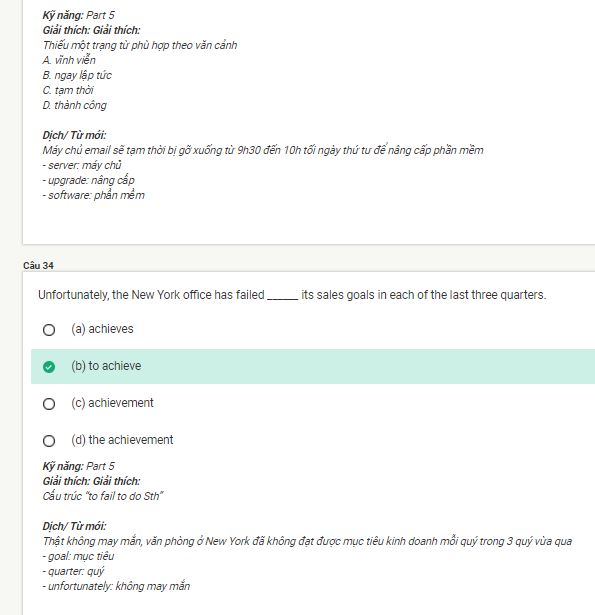 Kỹ năng: Part 5
Giải thích: Giải thích:
Thiếu một trạng từ phù hợp theo văn cảnh
A. vĩnh viễn
B. ngay lập tức
C. tạm thời
D. thành công
Dịch/ Từ mới:
Máy chủ email sẽ tạm thời bị gỡ xuống từ 9h30 đến 10h tối ngày thứ tư để nâng cấp phần mềm
- server: máy chủ
- upgrade: nâng cấp
- software: phần mềm
Câu 34
Unfortunately, the New York office has failed ______ its sales goals in each of the last three quarters.
(a) achieves
(b) to achieve
(c) achievement
(d) the achievement
Kỹ năng: Part 5
Giải thích: Giải thích:
Cấu trúc "to fail to do Sth"
Dịch/ Từ mới:
Thật không may mắn, văn phòng ở New York đã không đạt được mục tiêu kinh doanh mỗi quý trong 3 quý vừa qua
- goal: mục tiêu
- quarter: quý
- unfortunately: không may mắn